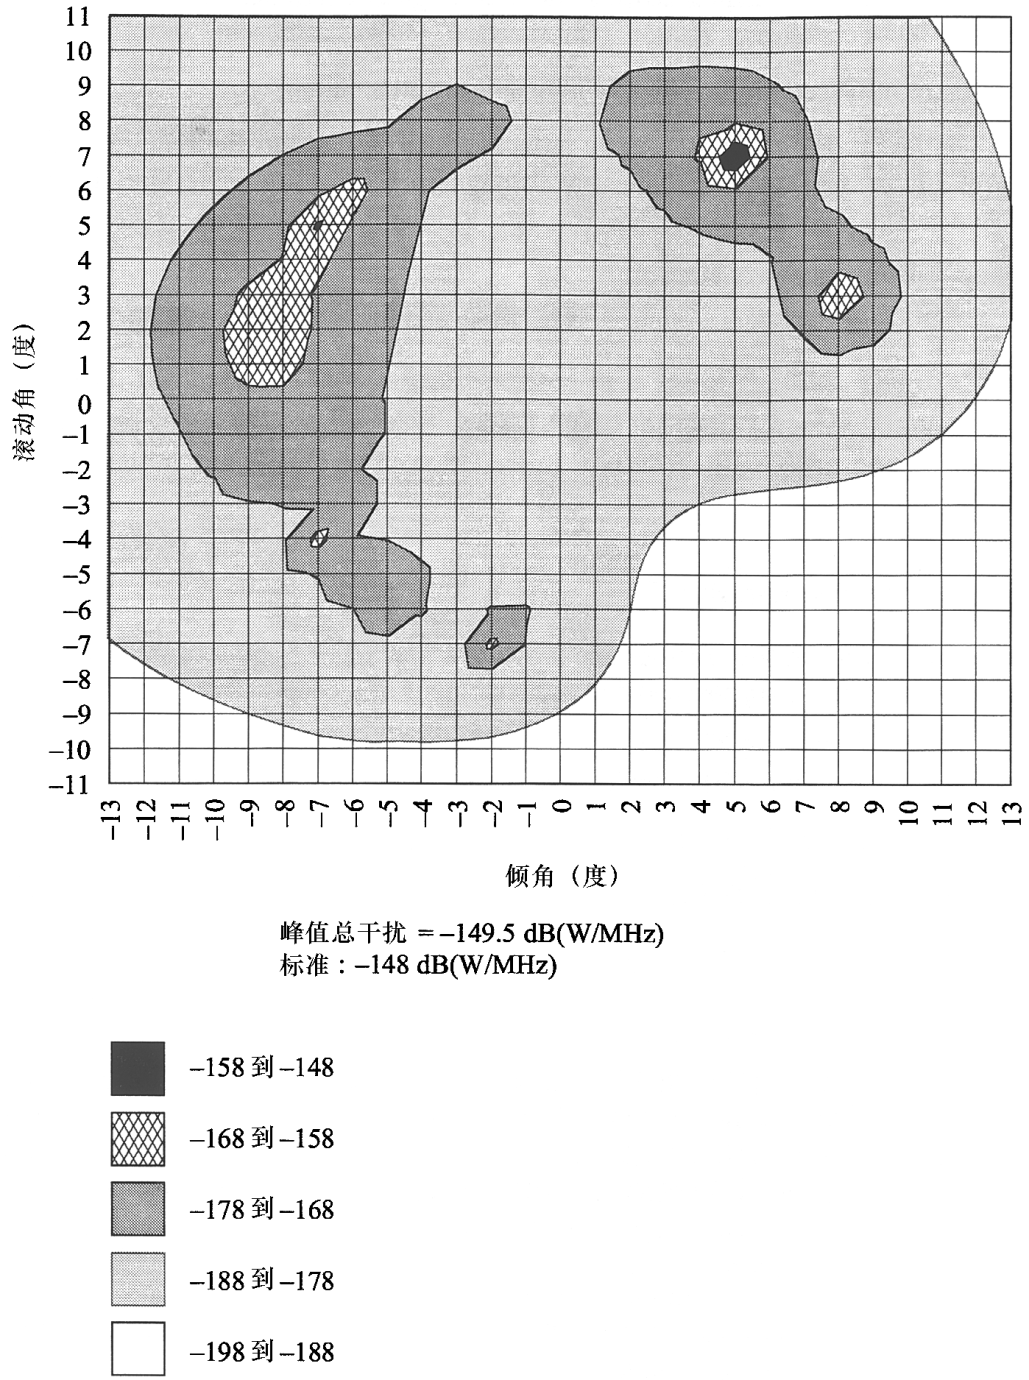 11
10
9
8
7
6
5
4
3
2
1
0
–1
–2
–3
–4
–5
–6
–7
–8
–9
–10
–11
滚动角（度）
–13 –12 –11 –10 –9 –8 –7 –6 –5 –4 –3 –2 –1 0 1 2 3 4 5 6 7 8 9 10 11 12 13
倾角（度）
峰值总干扰 = –149.5 dB(W/MHz)
标准：–148 dB(W/MHz)
–158 到 –148
–168 到 –158
–178 到 –168
–188 到 –178
–198 到 –188